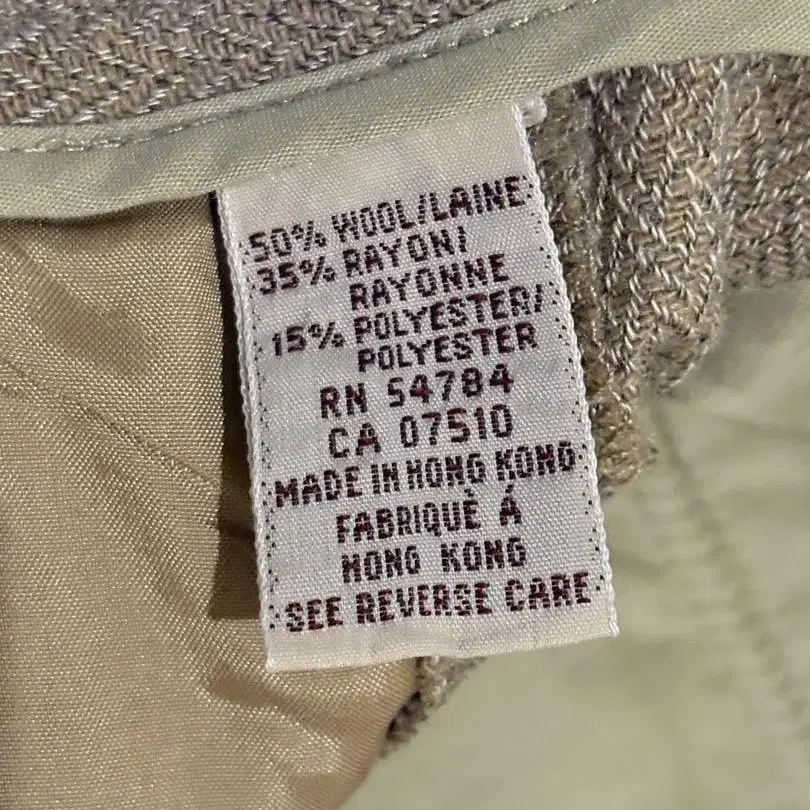 50% WOOL/LAINE
35% RAYON/
RAYONNE
15% POLYESTER/
POLYESTER
RN 54784
CA 07510
MADE IN HONG KONG
FABRIQUÈ Á
HONG KONG
SEE REVERSE CARE